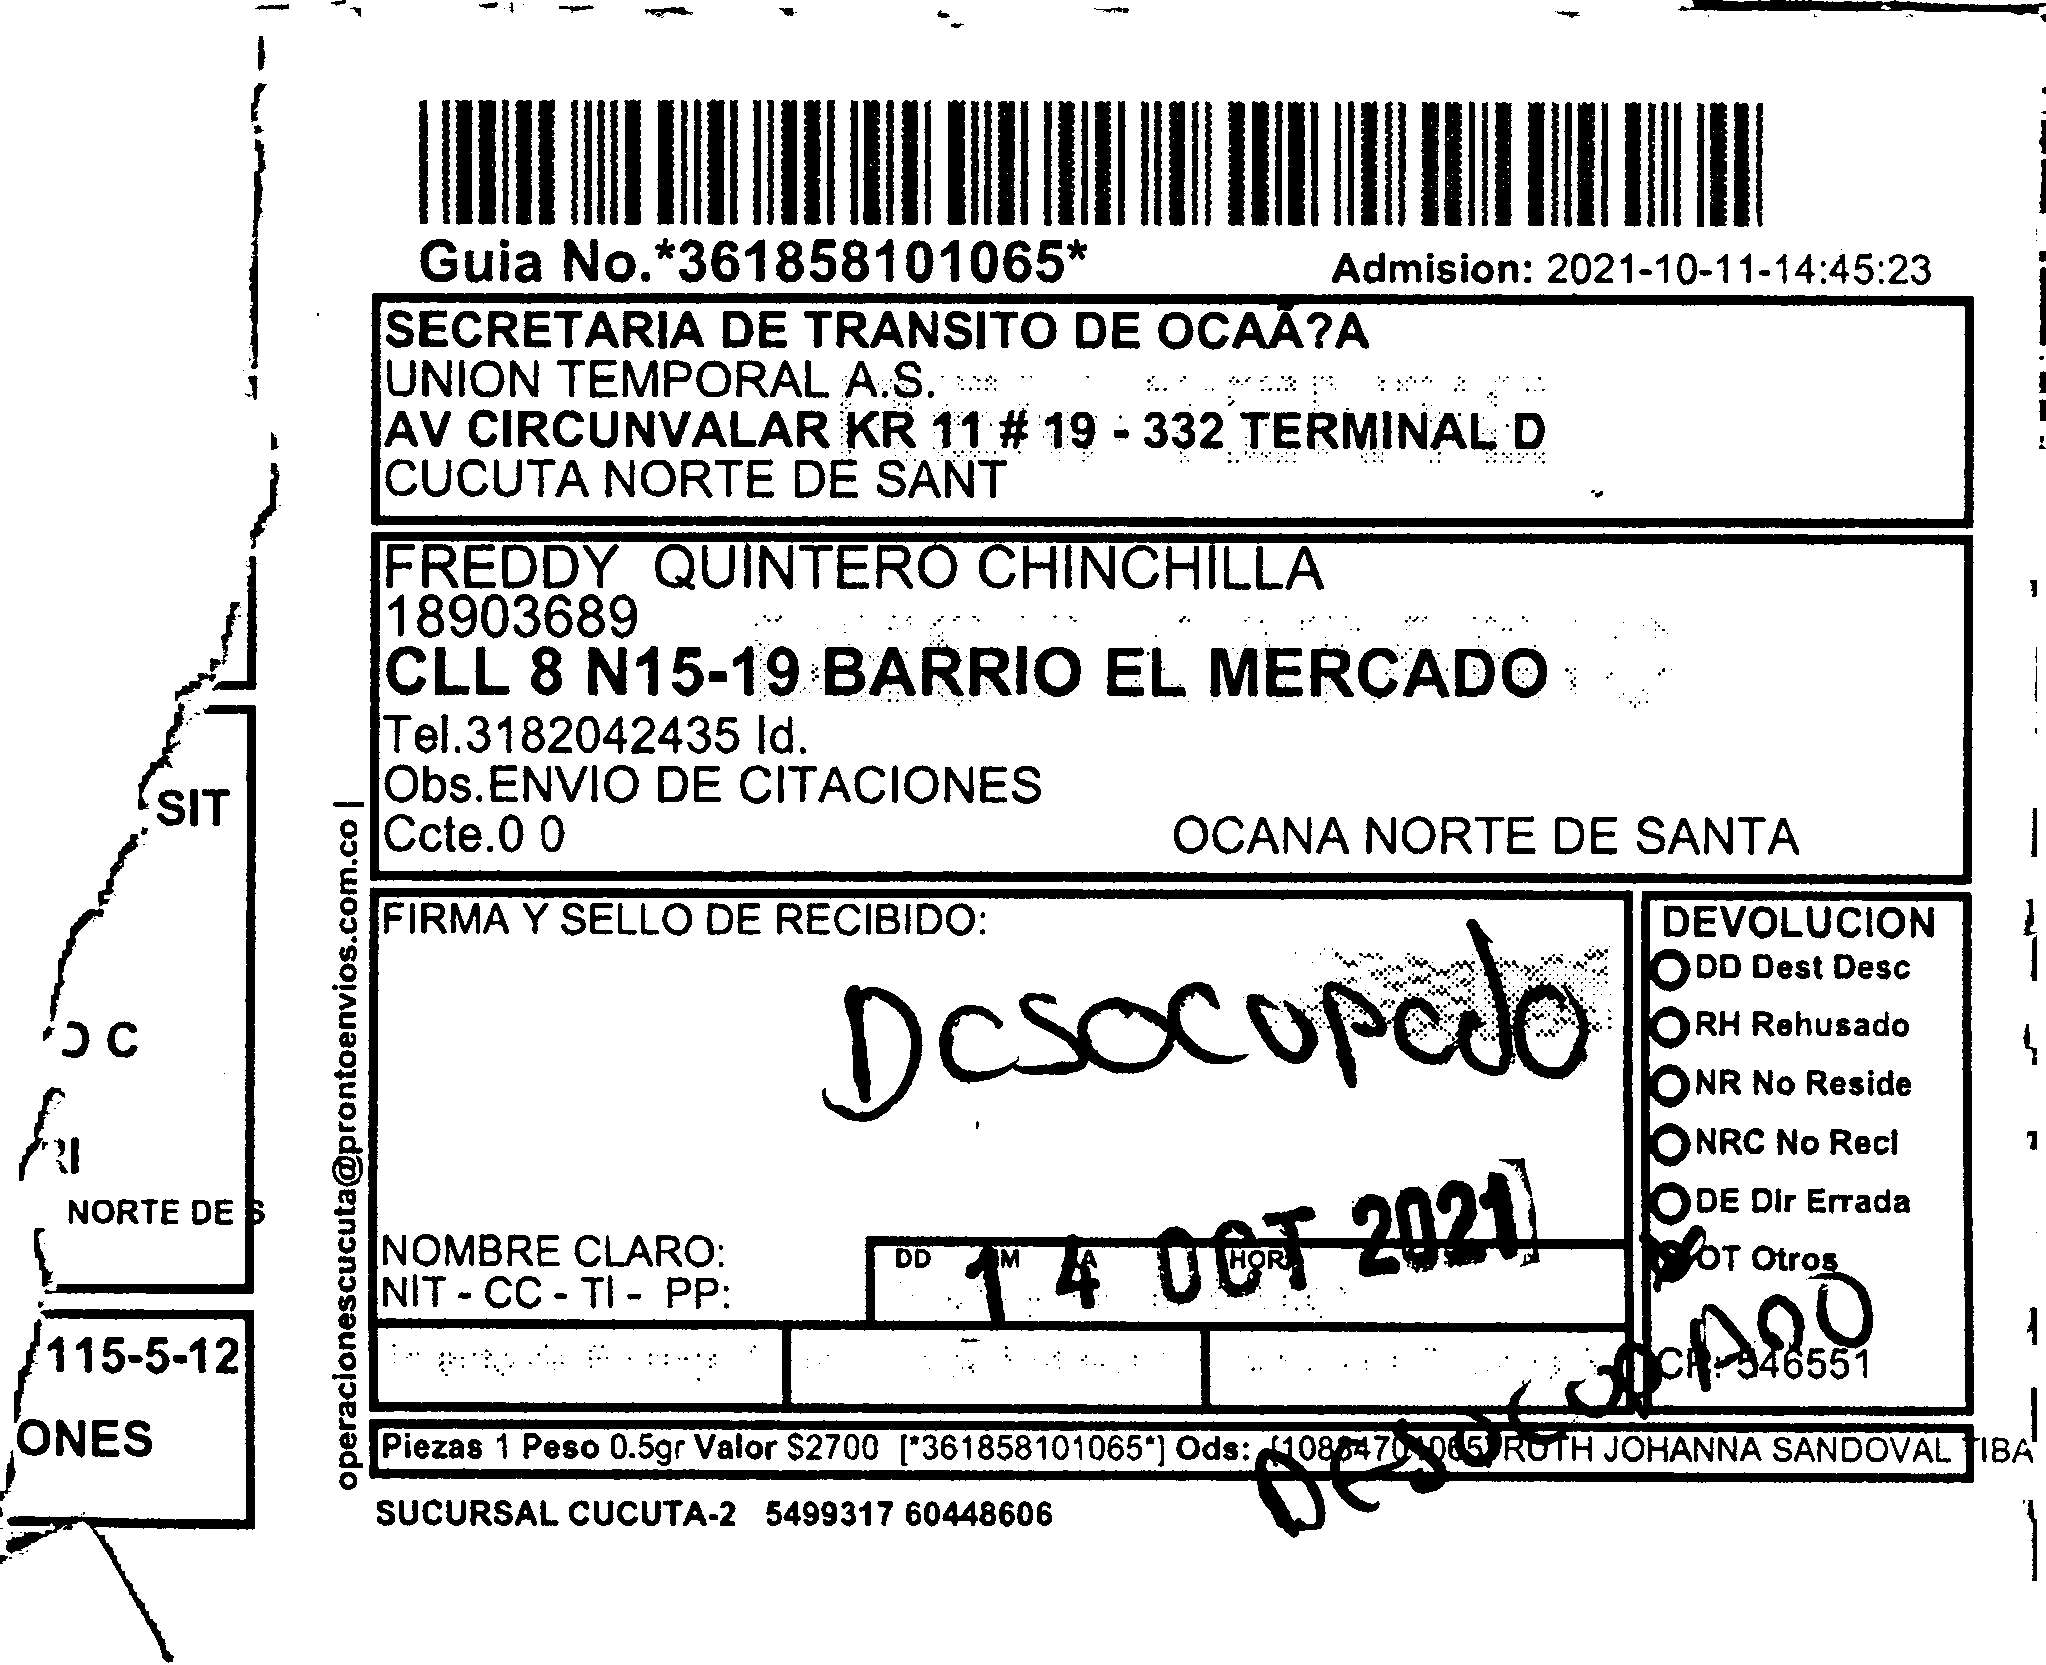 Guia No.*361858101065*
Admision: 2021-10-11-14:45:23
SECRETARIA DE TRANSITO DE OCAÃ?A
UNION TEMPORAL A.S.
AV CIRCUNVALAR KR 11 # 19 - 332 TERMINAL D
CUCUTA NORTE DE SANT
FREDDY QUINTERO CHINCHILLA
18903689
CLL 8 N15-19 BARRIO EL MERCADO
Tel.3182042435 Id.
Obs.ENVIO DE CITACIONES
Ccte.0 0
OCANA NORTE DE SANTA
FIRMA Y SELLO DE RECIBIDO:
Desocupado
NOMBRE CLARO:
NIT - CC - TI - PP:
DD M A HORA
14 OCT 2021
DEVOLUCION
DD Dest Desc
RH Rehusado
NR No Reside
NRC No Reci
DE Dir Errada
OT Otros
DESOCUPADO
CP: 546551
Piezas 1 Peso 0.5gr Valor $2700 [*361858101065*] Ods: RUTH JOHANNA SANDOVAL TIBA
SUCURSAL CUCUTA-2 5499317 60448606
operacionescucuta@prontoenvios.com.co |
SIT
C
RI
NORTE DE S
115-5-12
ONES